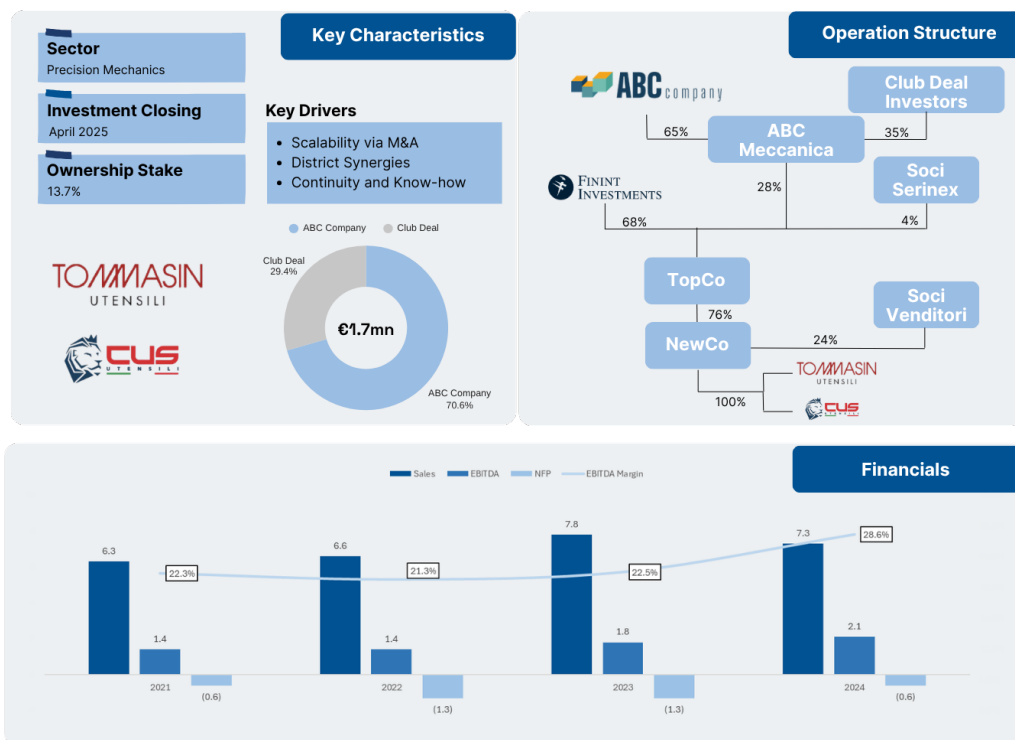 Key Characteristics
Sector
Precision Mechanics
Investment Closing
April 2025
Ownership Stake
13.7%
Key Drivers
• Scalability via M&A
• District Synergies
• Continuity and Know-how
ABC Company
Club Deal
Club Deal
29.4%
€1.7mn
ABC Company
70.6%
TOMMASIN
UTENSILI
CUS
UTENSILI
Operation Structure
ABC company
Club Deal
Investors
65%
ABC
Meccanica
35%
FININT
INVESTMENTS
28%
Soci
Serinex
68%
4%
TopCo
76%
Soci
Venditori
NewCo
24%
TOMMASIN
UTENSILI
100%
CUS
Financials
Sales
EBITDA
NFP
EBITDA Margin
6.3
6.6
7.8
7.3
22.3%
21.3%
22.5%
28.6%
1.4
1.4
1.8
2.1
2021
2022
2023
2024
(0.6)
(1.3)
(1.3)
(0.6)